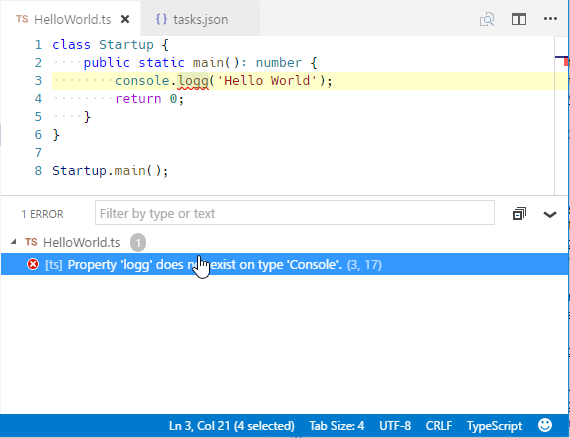 TS HelloWorld.ts × { } tasks.json
1 class Startup {
2 public static main(): number {
3 console.logg('Hello World');
4 return 0;
5 }
6 }
7
8 Startup.main();
1 ERROR Filter by type or text
TS HelloWorld.ts 1
[ts] Property 'logg' does not exist on type 'Console'. (3, 17)
Ln 3, Col 21 (4 selected) Tab Size: 4 UTF-8 CRLF TypeScript